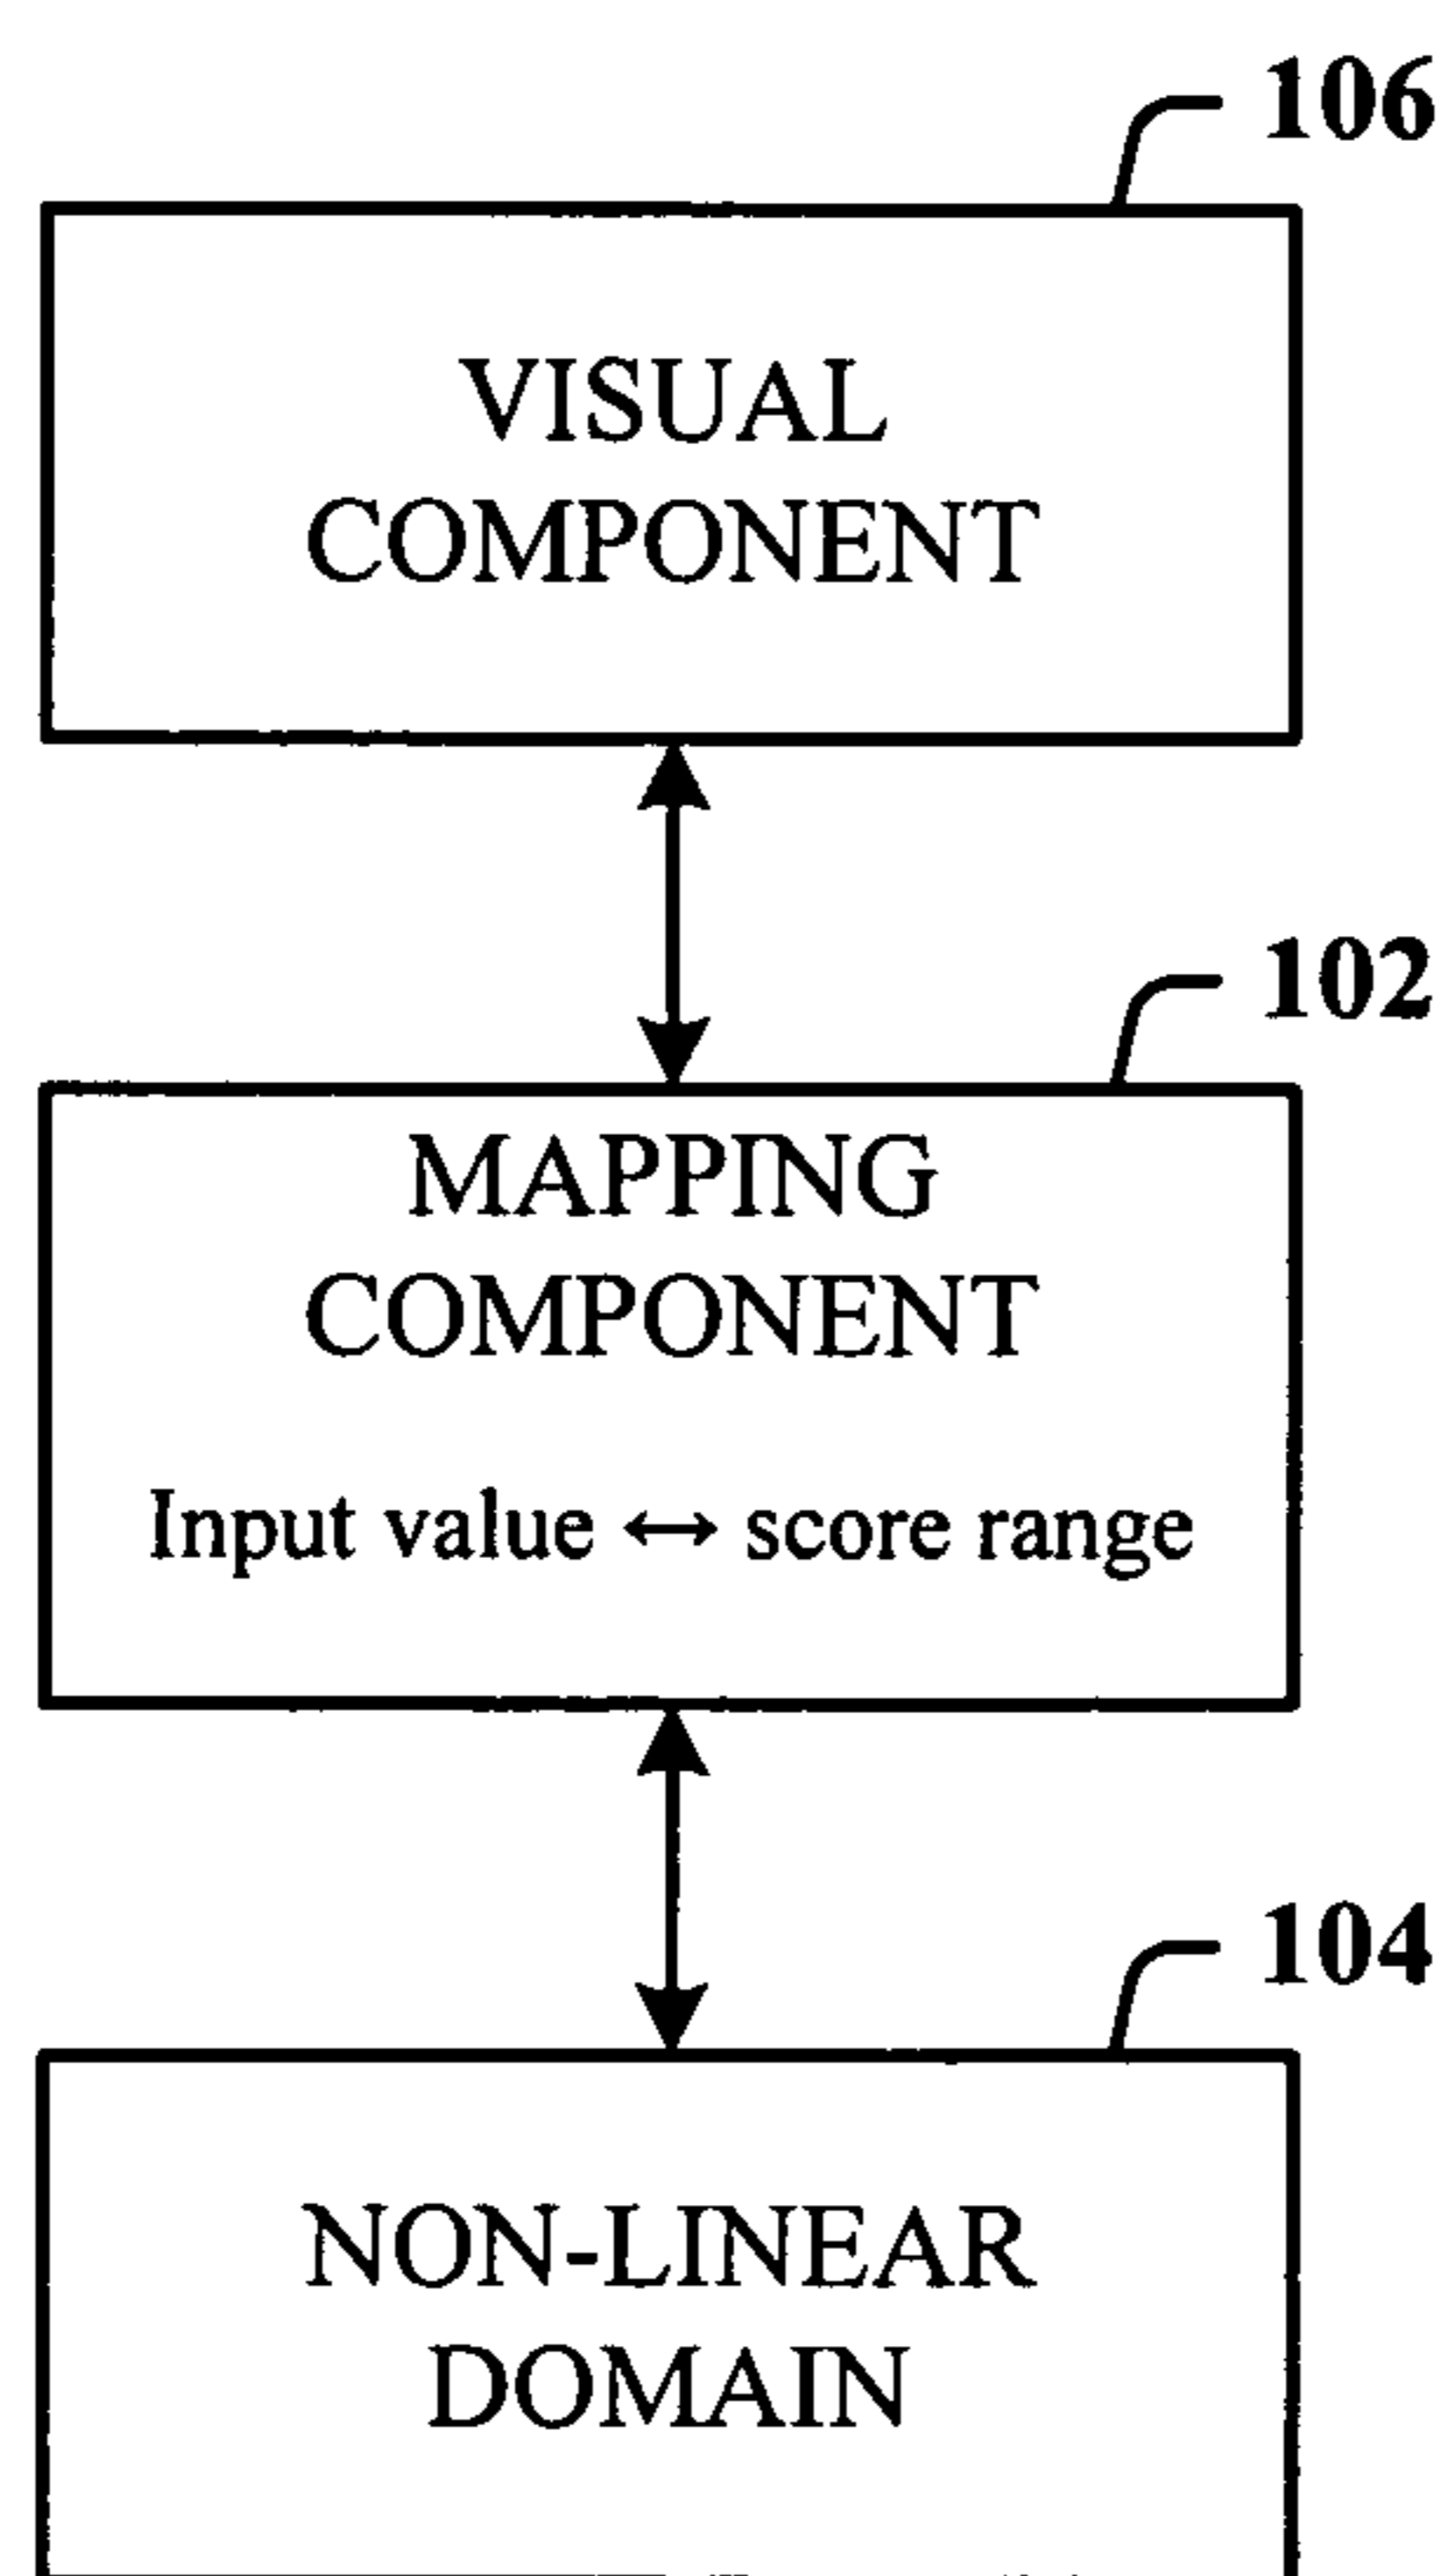 106
VISUAL
COMPONENT
102
MAPPING
COMPONENT
Input value ↔ score range
104
NON-LINEAR
DOMAIN